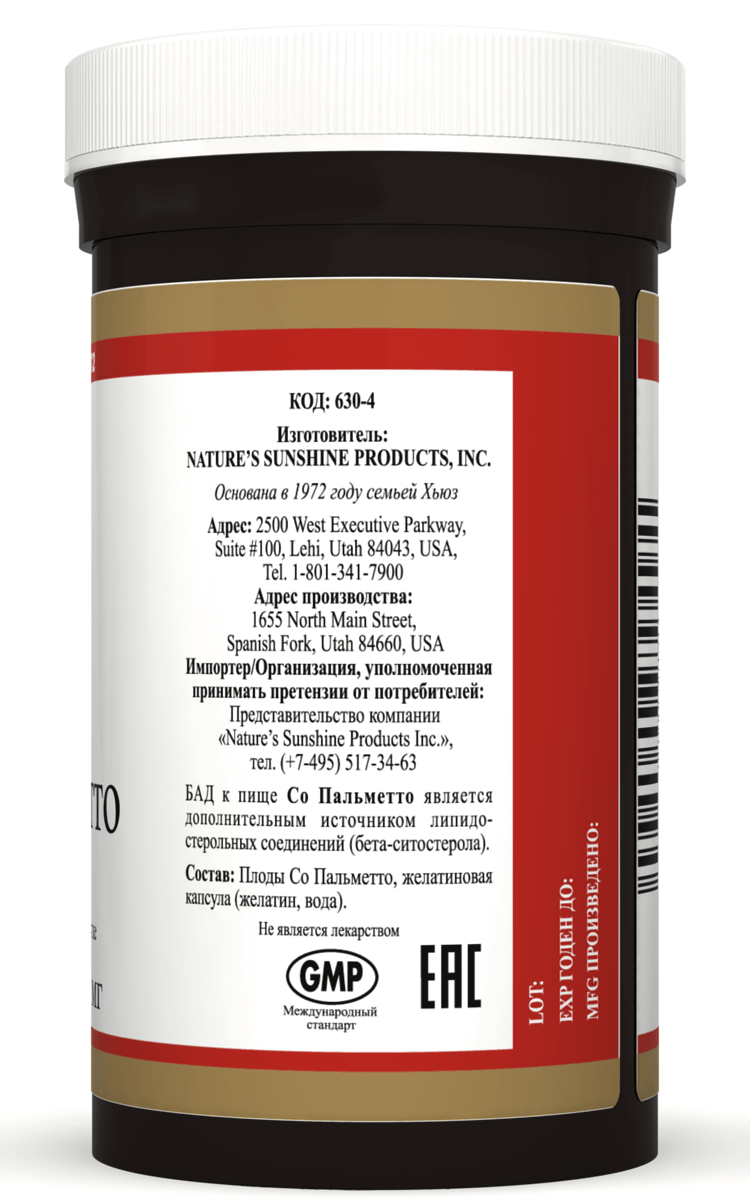 КОД: 630-4
Изготовитель:
NATURE'S SUNSHINE PRODUCTS, INC.
Основана в 1972 году семьей Хьюз
Адрес: 2500 West Executive Parkway,
Suite #100, Lehi, Utah 84043, USA,
Tel. 1-801-341-7900
Адрес производства:
1655 North Main Street,
Spanish Fork, Utah 84660, USA
Импортер/Организация, уполномоченная
принимать претензии от потребителей:
Представительство компании
«Nature's Sunshine Products Inc.»,
тел. (+7-495) 517-34-63
БАД к пище Со Пальметто является
дополнительным источником липидо-
стерольных соединений (бета-ситостерола).
Состав: Плоды Со Пальметто, желатиновая
капсула (желатин, вода).
Не является лекарством
GMP
Международный
стандарт
EAC
LOT:
EXP ГОДЕН ДО:
MFG ПРОИЗВЕДЕНО:
МГ